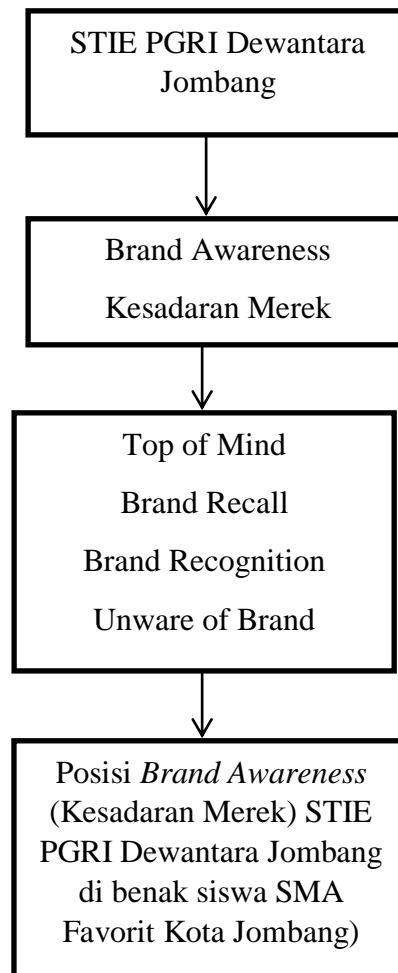 STIE PGRI Dewantara
Jombang
Brand Awareness
Kesadaran Merek
Top of Mind
Brand Recall
Brand Recognition
Unware of Brand
Posisi Brand Awareness
(Kesadaran Merek) STIE
PGRI Dewantara Jombang
di benak siswa SMA
Favorit Kota Jombang)